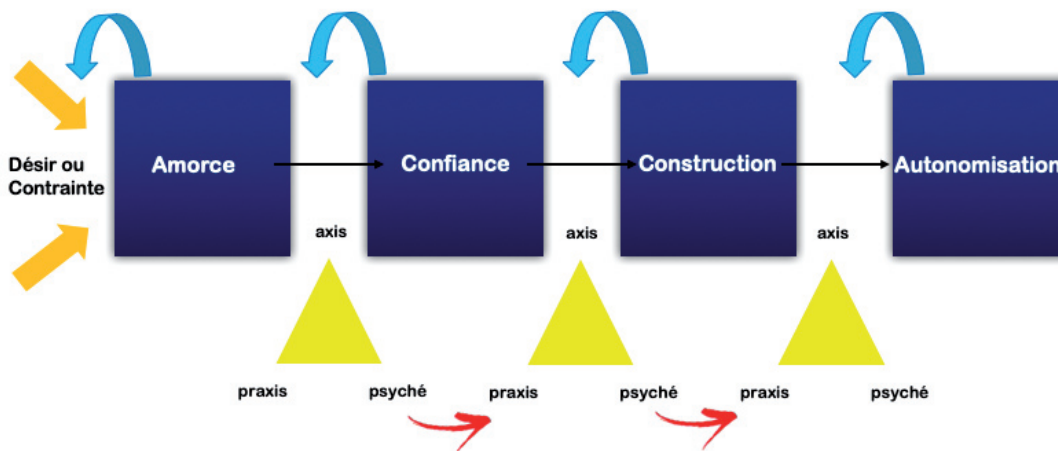 Désir ou
Contrainte
Amorce
Confiance
Construction
Autonomisation
axis
axis
axis
praxis
psyché
praxis
psyché
praxis
psyché